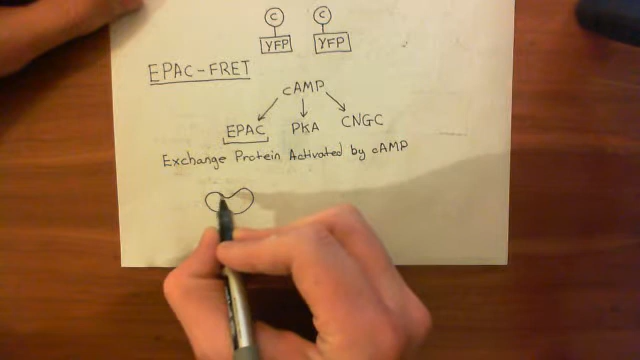 C C
YFP YFP
EPAC-FRET
cAMP
EPAC PKA CNGC
Exchange Protein Activated by cAMP